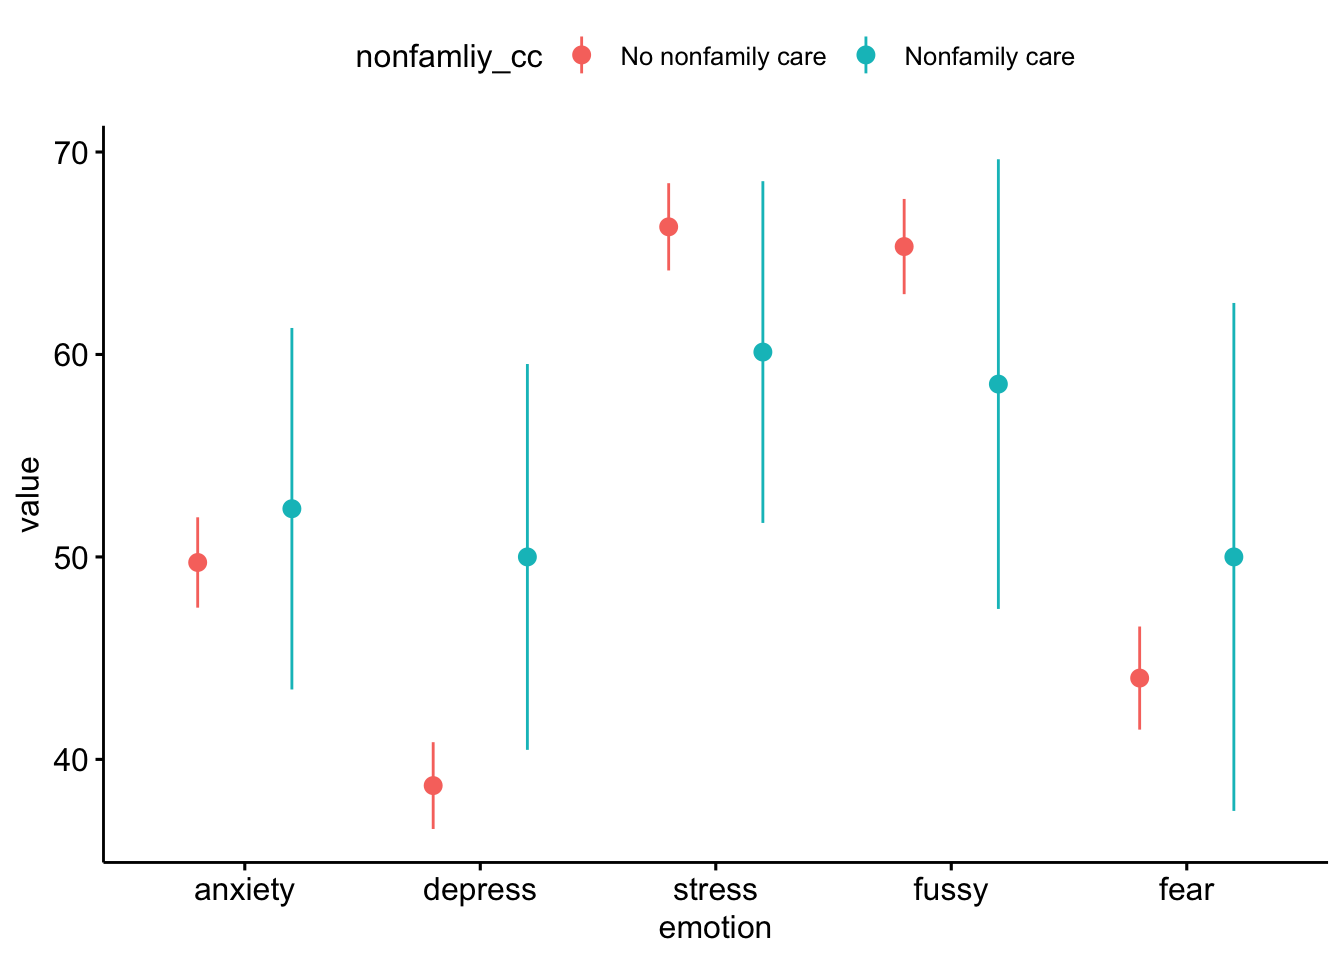 nonfamliy_cc No nonfamily care Nonfamily care
70
60
50
40
value
anxiety depress stress fussy fear
emotion